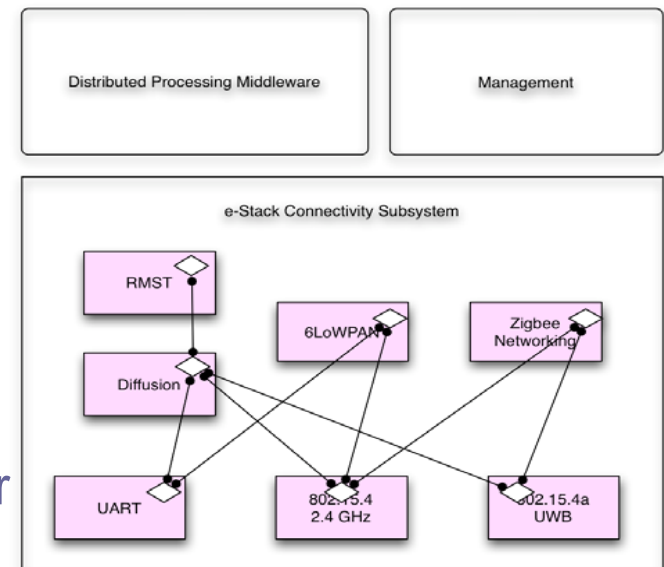 Distributed Processing Middleware
Management
e-Stack Connectivity Subsystem
RMST
6LoWPAN
Zigbee
Networking
Diffusion
r
UART
802.15.4
2.4 GHz
802.15.4a
UWB